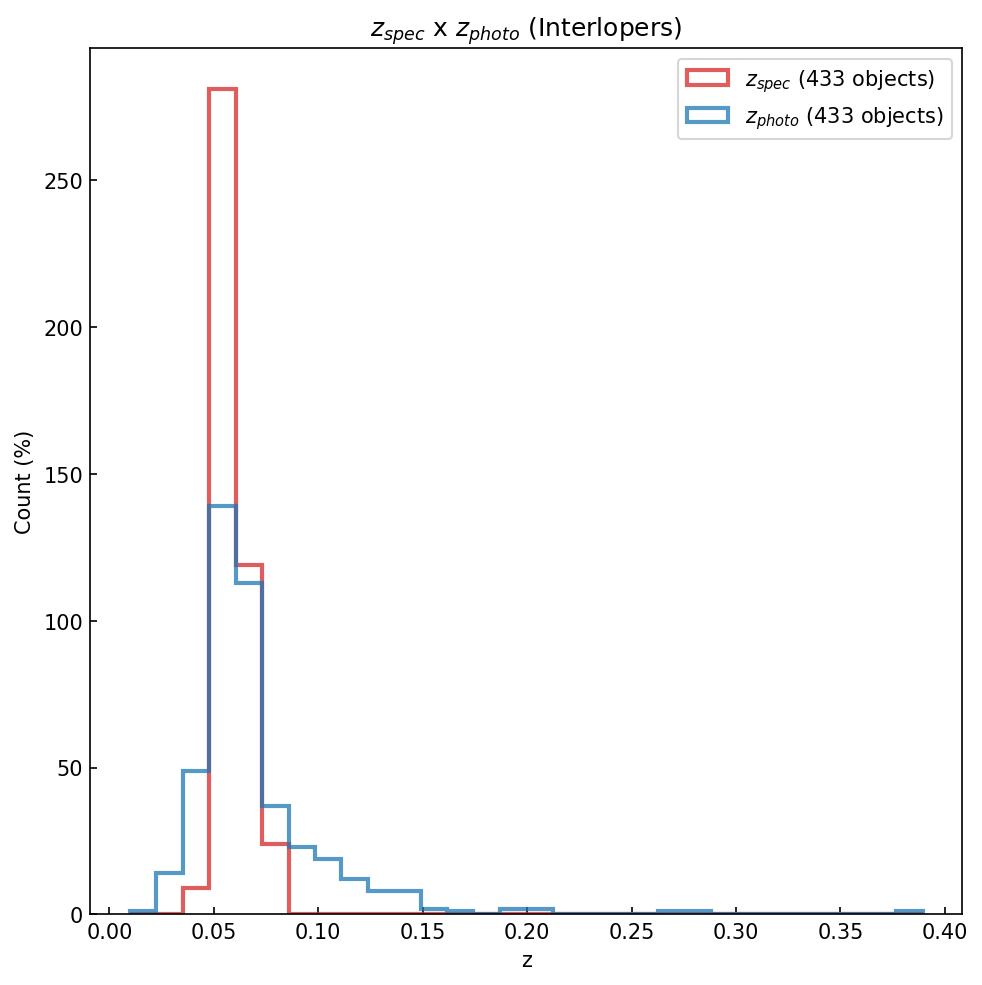 z_spec x z_photo (Interlopers)
z_spec (433 objects)
z_photo (433 objects)
Count (%)
250
200
150
100
50
0
0.00 0.05 0.10 0.15 0.20 0.25 0.30 0.35 0.40
z